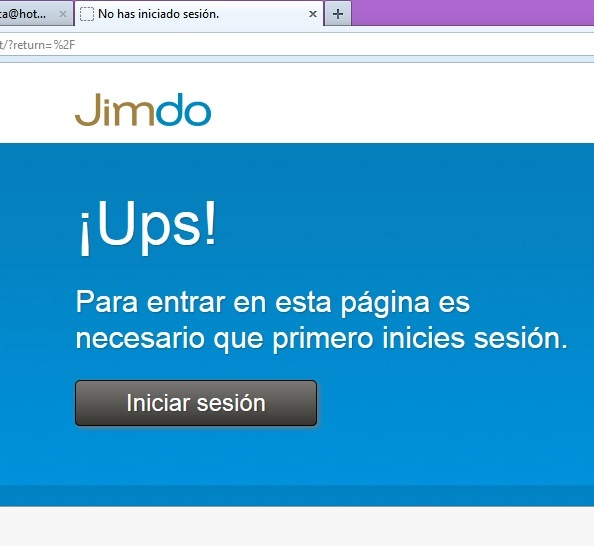 ca@hot...
No has iniciado sesión.
t/?return=%2F
Jimdo
¡Ups!
Para entrar en esta página es
necesario que primero inicies sesión.
Iniciar sesión